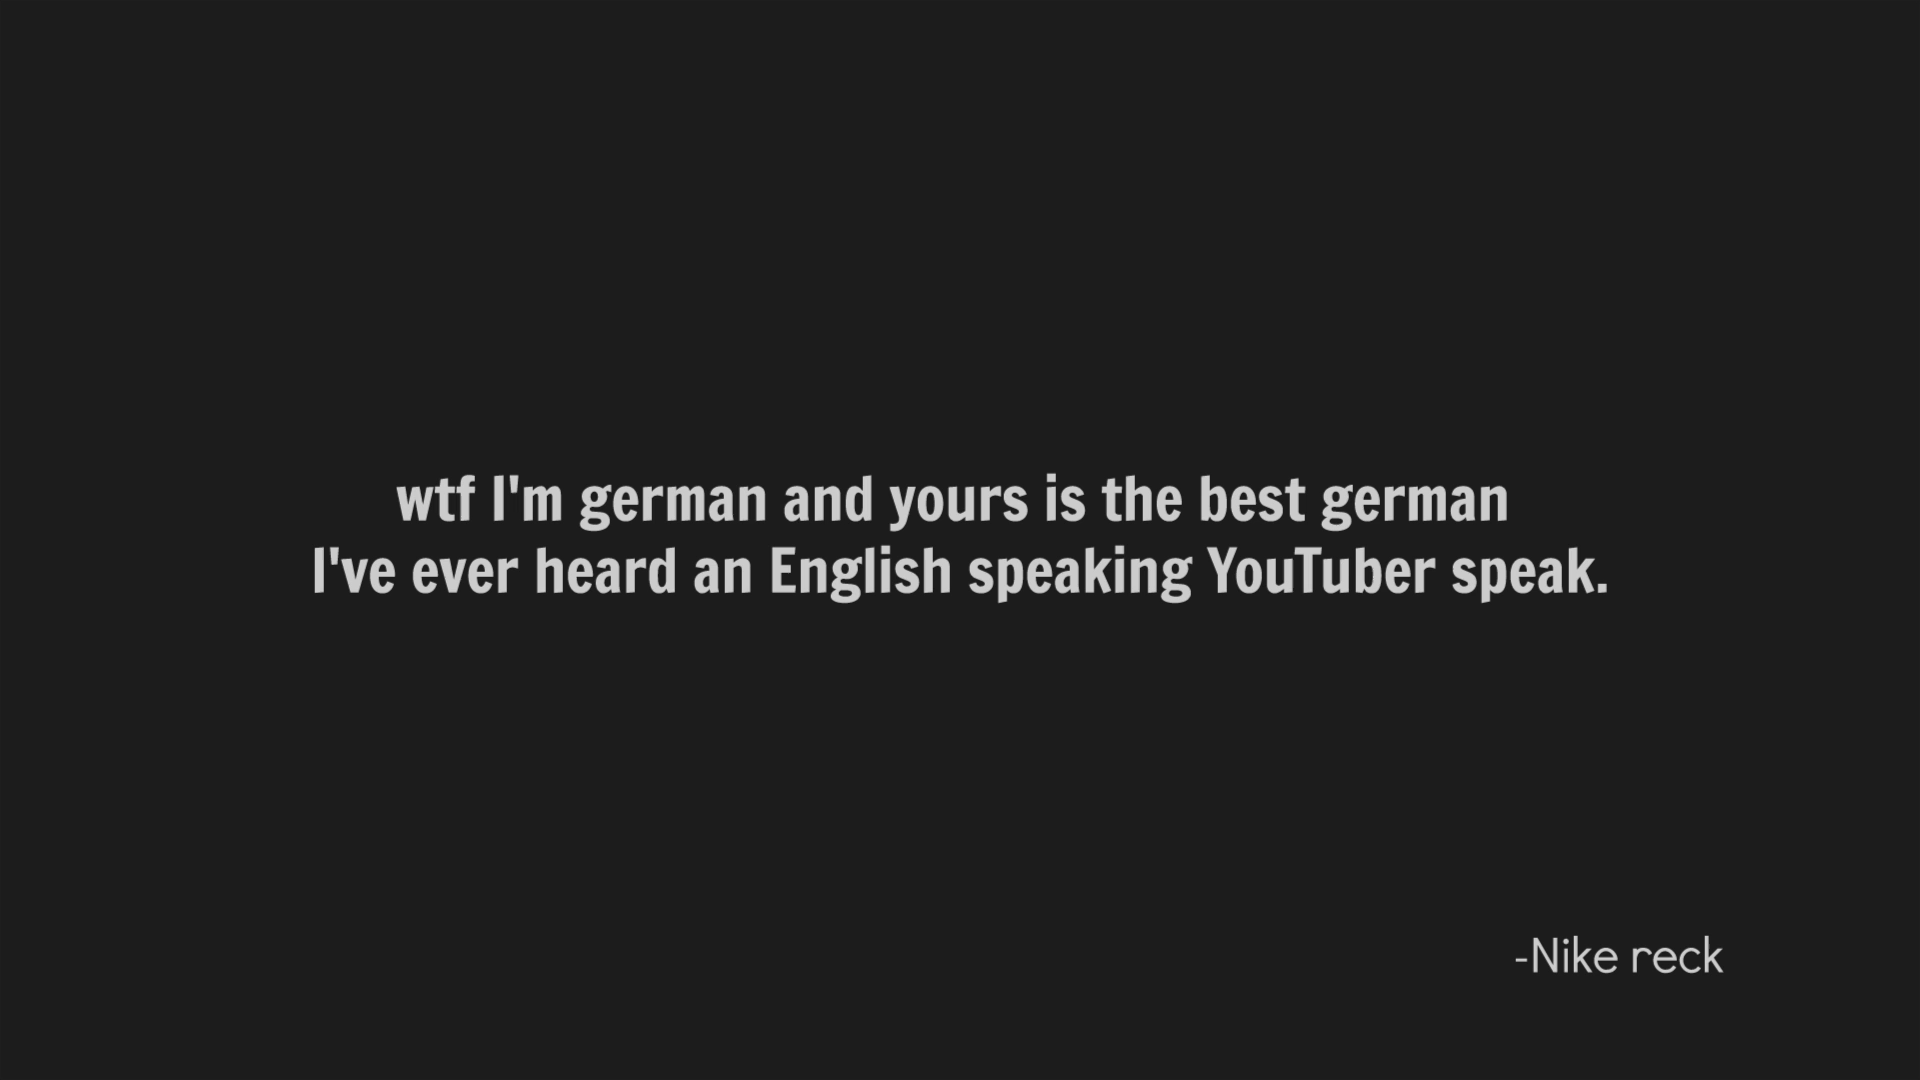 wtf I'm german and yours is the best german
I've ever heard an English speaking YouTuber speak.
-Nike reck